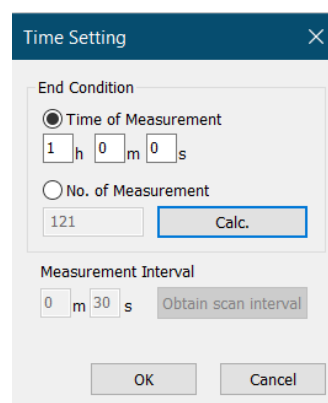 Time Setting
End Condition
Time of Measurement
1 h 0 m 0 s
No. of Measurement
121 Calc.
Measurement Interval
0 m 30 s Obtain scan interval
OK Cancel